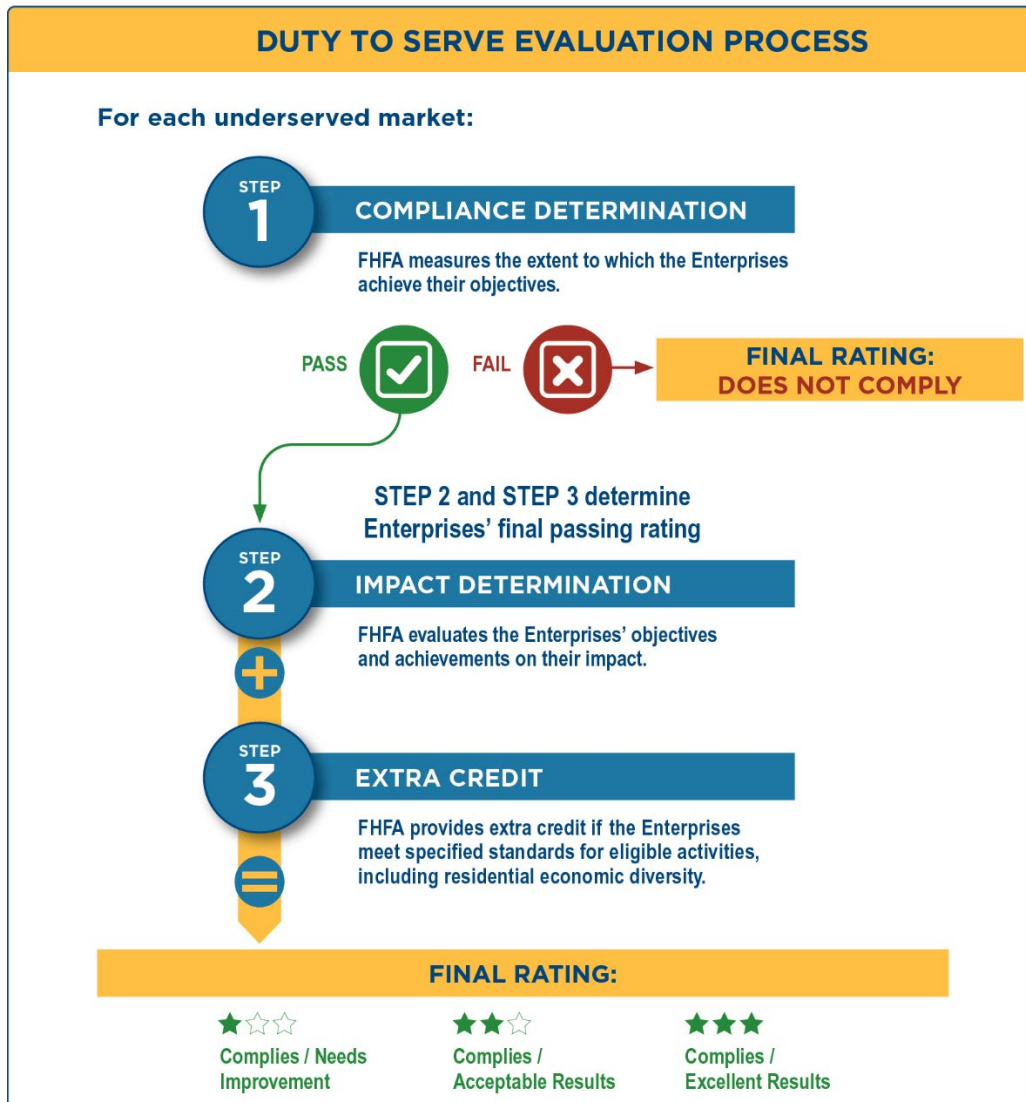 DUTY TO SERVE EVALUATION PROCESS
For each underserved market:
STEP
1
COMPLIANCE DETERMINATION
FHFA measures the extent to which the Enterprises
achieve their objectives.
PASS
FAIL
FINAL RATING:
DOES NOT COMPLY
STEP 2 and STEP 3 determine
Enterprises’ final passing rating
STEP
2
IMPACT DETERMINATION
FHFA evaluates the Enterprises’ objectives
and achievements on their impact.
STEP
3
EXTRA CREDIT
FHFA provides extra credit if the Enterprises
meet specified standards for eligible activities,
including residential economic diversity.
FINAL RATING:
Complies / Needs
Improvement
Complies /
Acceptable Results
Complies /
Excellent Results